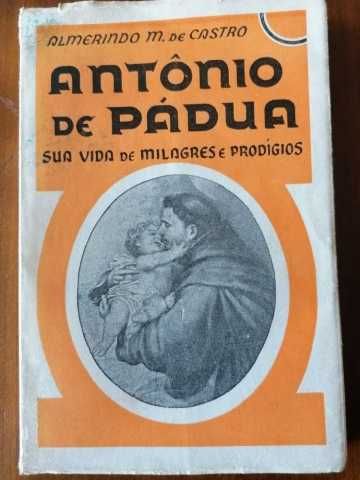 ALMERINDO M. DE CASTRO
ANTÔNIO
DE PÁDUA
SUA VIDA DE MILAGRES E PRODÍGIOS